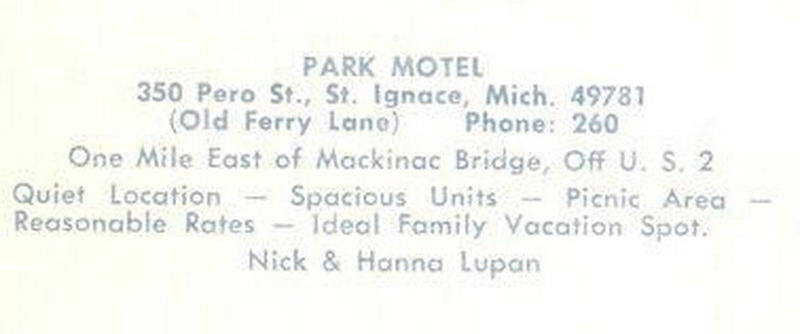 PARK MOTEL
350 Pero St., St. Ignace, Mich. 49781
(Old Ferry Lane) Phone: 260
One Mile East of Mackinac Bridge, Off U. S. 2
Quiet Location — Spacious Units — Picnic Area —
Reasonable Rates — Ideal Family Vacation Spot.
Nick & Hanna Lupan